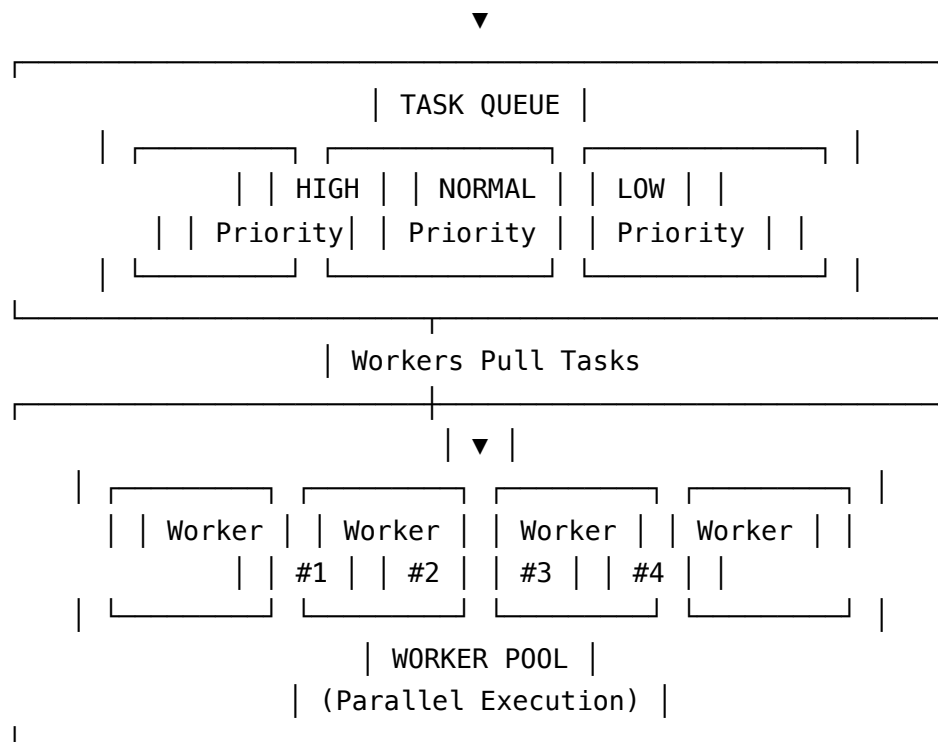 TASK QUEUE
HIGH NORMAL LOW
Priority Priority Priority
Workers Pull Tasks
Worker Worker Worker Worker
#1 #2 #3 #4
WORKER POOL
(Parallel Execution)